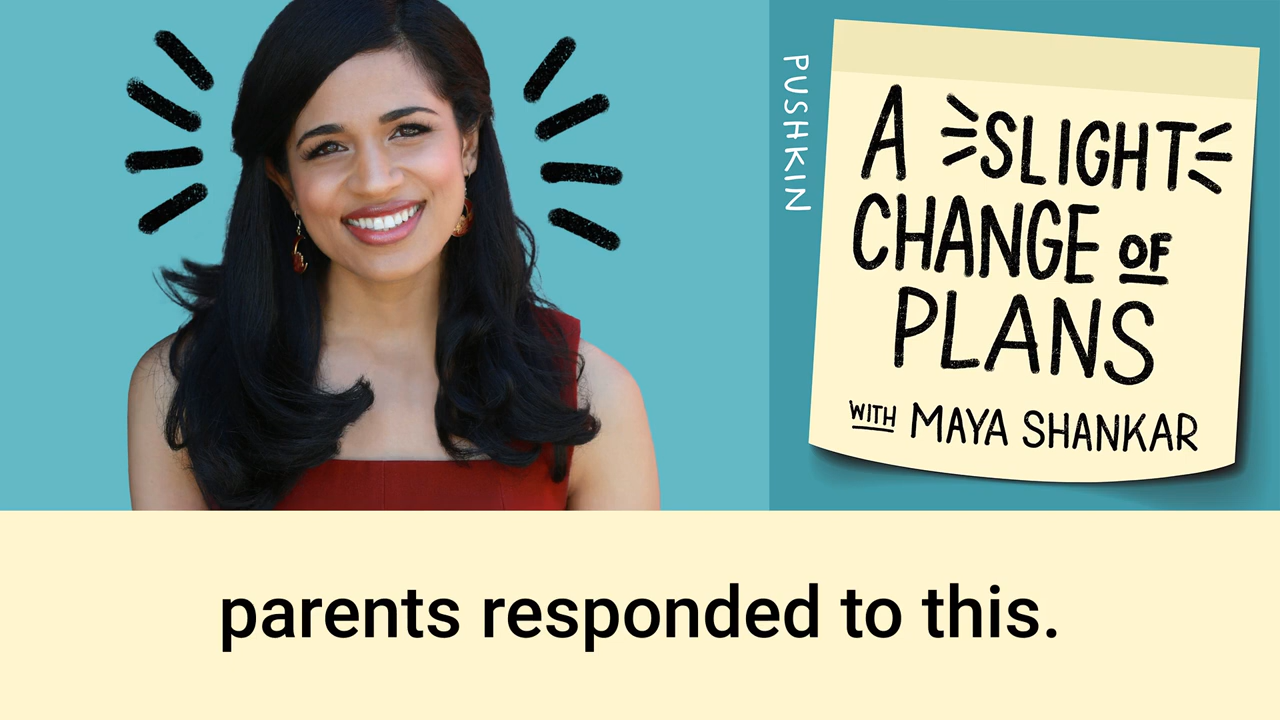 PUSHKIN
A SLIGHT
CHANGE OF
PLANS
WITH MAYA SHANKAR
parents responded to this.